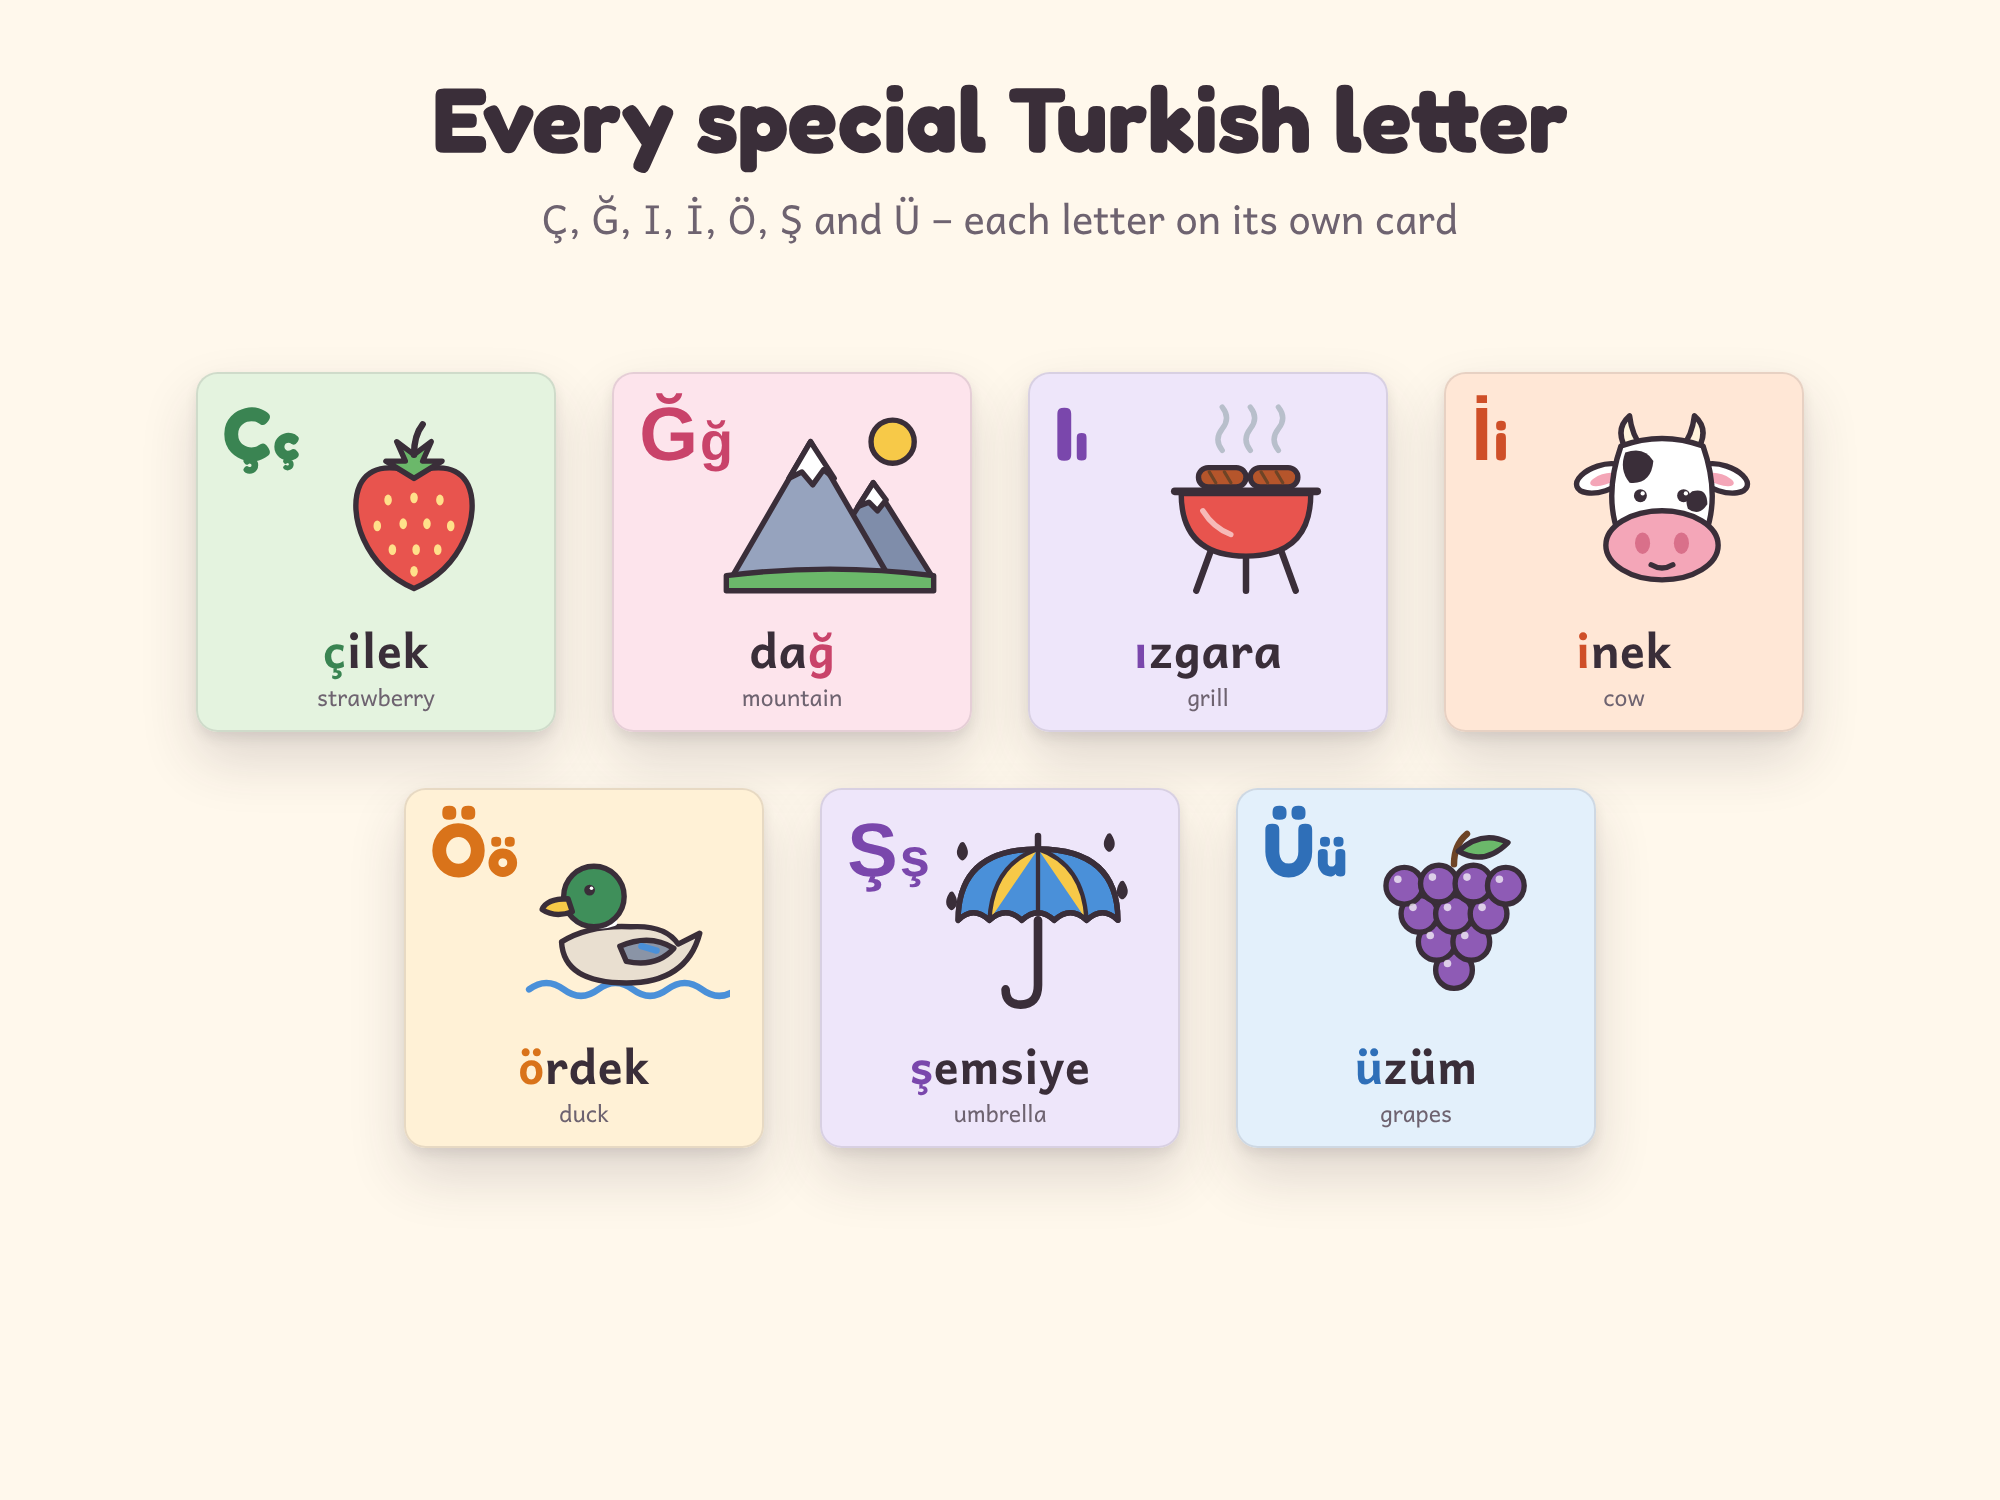 Every special Turkish letter
Ç, Ğ, I, İ, Ö, Ş and Ü – each letter on its own card
Çç
çilek
strawberry
Ğğ
dağ
mountain
Iı
ızgara
grill
İi
inek
cow
Öö
ördek
duck
Şş
şemsiye
umbrella
Üü
üzüm
grapes